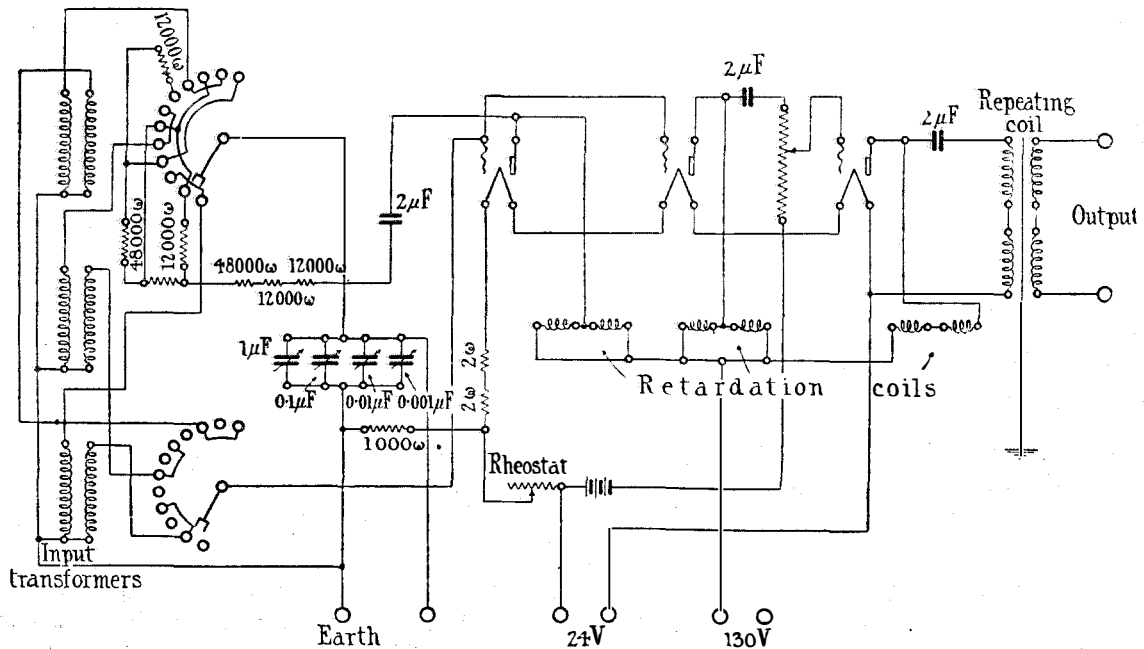 12000ω
2μF
Repeating
coil
2μF
2μF
Output
48000ω
12000ω
48000ω
12000ω
12000ω
1μF
0·1μF
0·01μF
0·001μF
2ω
2ω
Retardation coils
1000ω
Rheostat
Input
transformers
Earth
24V
130V